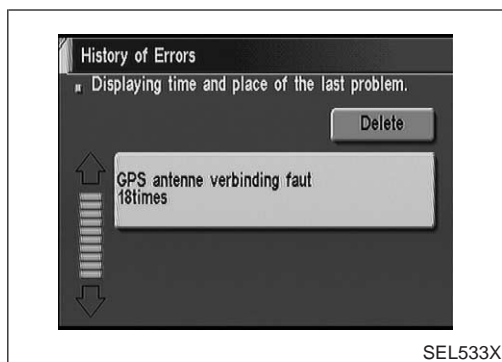 History of Errors
Displaying time and place of the last problem.
Delete
GPS antenne verbinding faut
18times
SEL533X